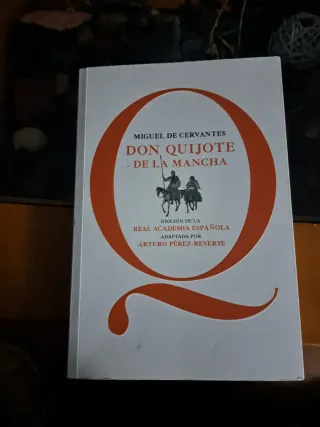 MIGUEL DE CERVANTES
DON QUIJOTE
DE LA MANCHA
EDICIÓN DE LA
REAL ACADEMIA ESPAÑOLA
ADAPTADA POR
ARTURO PÉREZ-REVERTE
Q